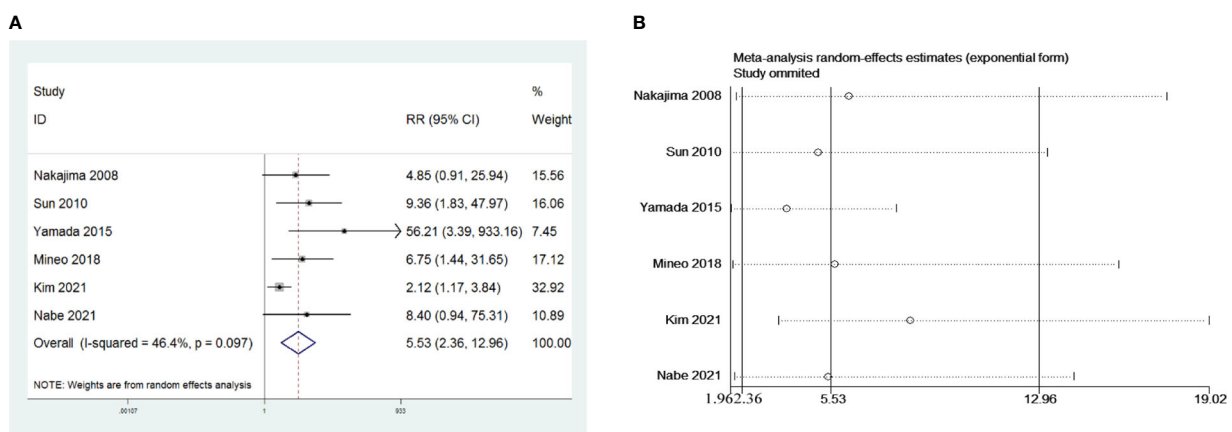 A
Study
%
ID
RR (95% CI)
Weight
Nakajima 2008
4.85 (0.91, 25.94)
15.56
Sun 2010
9.36 (1.83, 47.97)
16.06
Yamada 2015
56.21 (3.39, 933.16)
7.45
Mineo 2018
6.75 (1.44, 31.65)
17.12
Kim 2021
2.12 (1.17, 3.84)
32.92
Nabe 2021
8.40 (0.94, 75.31)
10.89
Overall (I-squared = 46.4%, p = 0.097)
5.53 (2.36, 12.96)
100.00
NOTE: Weights are from random effects analysis
.00107
1
933
B
Meta-analysis random-effects estimates (exponential form)
Study ommited
Nakajima 2008
Sun 2010
Yamada 2015
Mineo 2018
Kim 2021
Nabe 2021
1.96
2.36
5.53
12.96
19.02